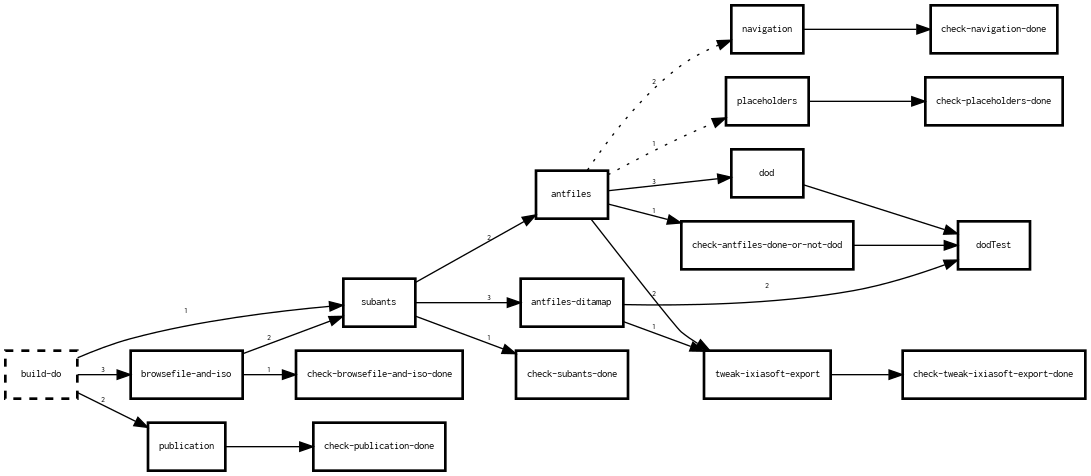 navigation
check-navigation-done
2
placeholders
check-placeholders-done
1
dod
antfiles
3
1
check-antfiles-done-or-not-dod
dodTest
2
subants
3
antfiles-ditamap
2
2
1
2
1
1
build-do
3
browsefile-and-iso
1
check-browsefile-and-iso-done
check-subants-done
tweak-ixiasoft-export
check-tweak-ixiasoft-export-done
2
publication
check-publication-done